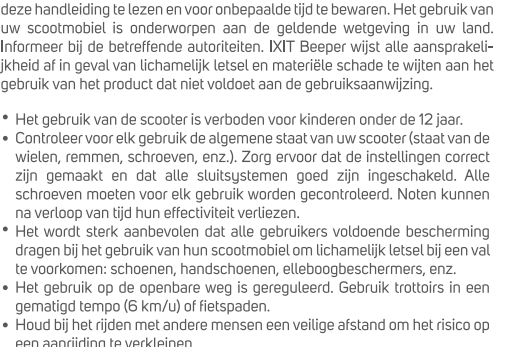 deze handleiding te lezen en voor onbepaalde tijd te bewaren. Het gebruik van
uw scootmobiel is onderworpen aan de geldende wetgeving in uw land.
Informeer bij de betreffende autoriteiten. IXIT Beeper wijst alle aansprakeli-
jkheid af in geval van lichamelijk letsel en materiële schade te wijten aan het
gebruik van het product dat niet voldoet aan de gebruiksaanwijzing.
• Het gebruik van de scooter is verboden voor kinderen onder de 12 jaar.
• Controleer voor elk gebruik de algemene staat van uw scooter (staat van de
wielen, remmen, schroeven, enz.). Zorg ervoor dat de instellingen correct
zijn gemaakt en dat alle sluitsystemen goed zijn ingeschakeld. Alle
schroeven moeten voor elk gebruik worden gecontroleerd. Noten kunnen
na verloop van tijd hun effectiviteit verliezen.
• Het wordt sterk aanbevolen dat alle gebruikers voldoende bescherming
dragen bij het gebruik van hun scootmobiel om lichamelijk letsel bij een val
te voorkomen: schoenen, handschoenen, elleboogbeschermers, enz.
• Het gebruik op de openbare weg is gereguleerd. Gebruik trottoirs in een
gematigd tempo (6 km/u) of fietspaden.
• Houd bij het rijden met andere mensen een veilige afstand om het risico op
een aanrijding te verkleinen.